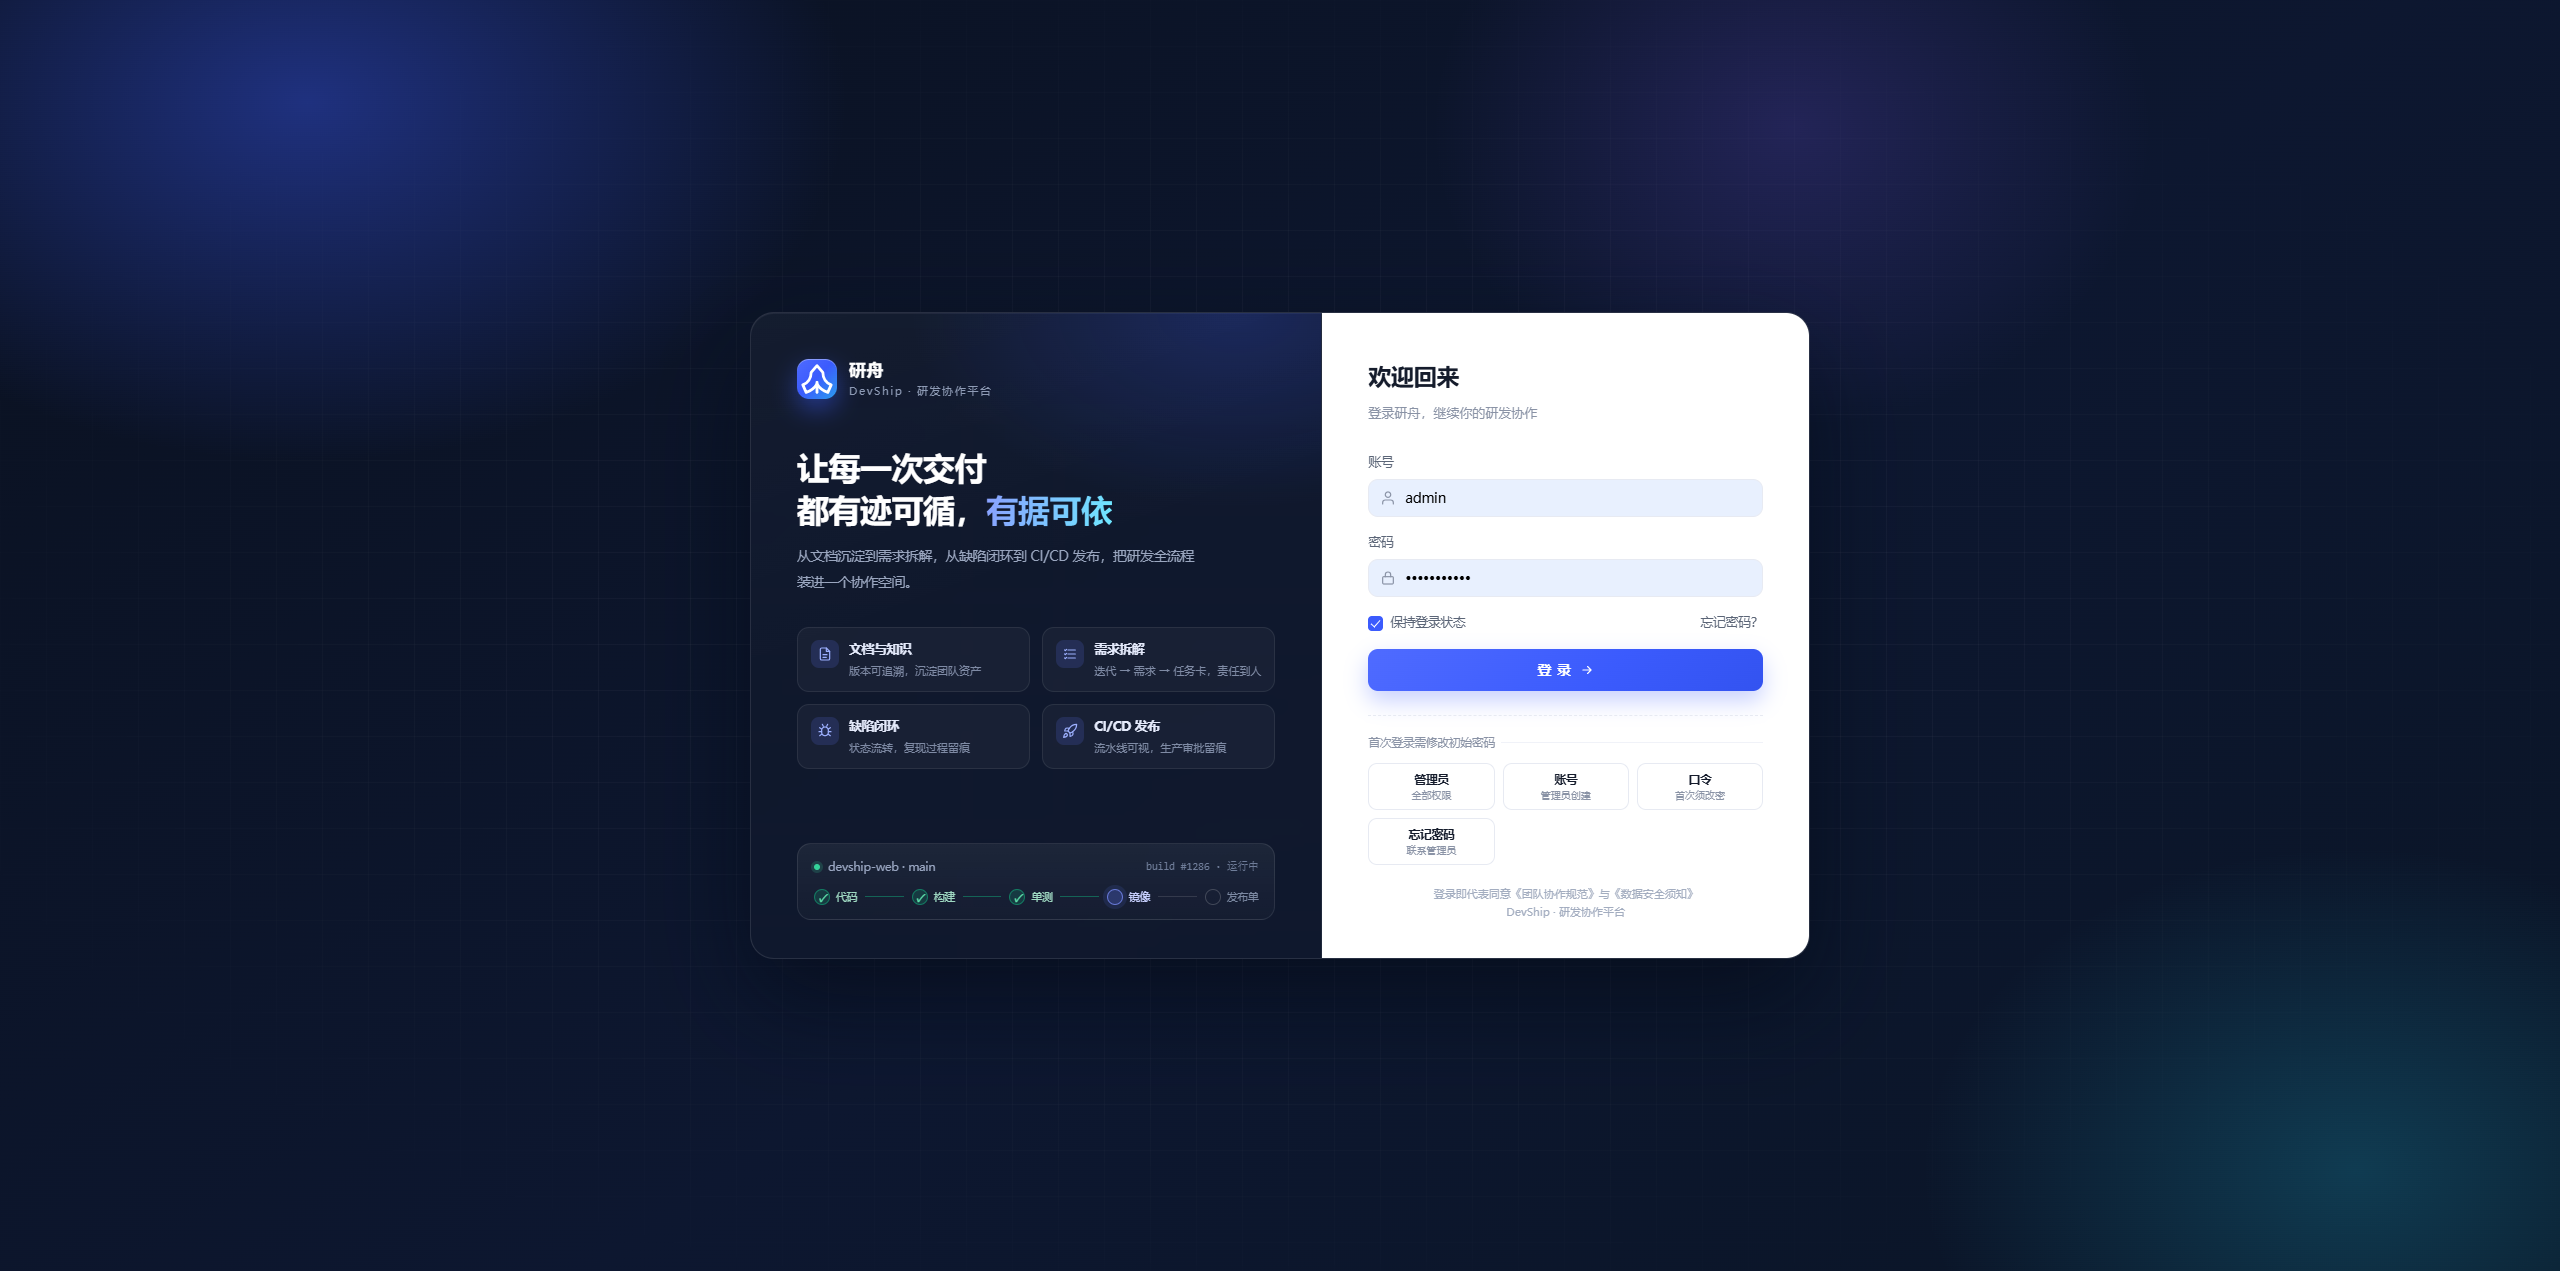 研舟
DevShip · 研发协作平台
让每一次交付
都有迹可循，有据可依
从文档沉淀到需求拆解，从缺陷闭环到 CI/CD 发布，把研发全流程
装进一个协作空间。
文档与知识
版本可追溯，沉淀团队资产
需求拆解
迭代 → 需求 → 任务卡，责任到人
缺陷闭环
状态流转，复现过程留痕
CI/CD 发布
流水线可视，生产审批留痕
devship-web · main
build #1286 · 运行中
代码
构建
单测
镜像
发布单
欢迎回来
登录研舟，继续你的研发协作
账号
admin
密码
•••••••••••
保持登录状态
忘记密码?
登 录 →
首次登录需修改初始密码
管理员
全部权限
账号
管理员创建
口令
首次须改密
忘记密码
联系管理员
登录即代表同意《团队协作规范》与《数据安全须知》
DevShip · 研发协作平台